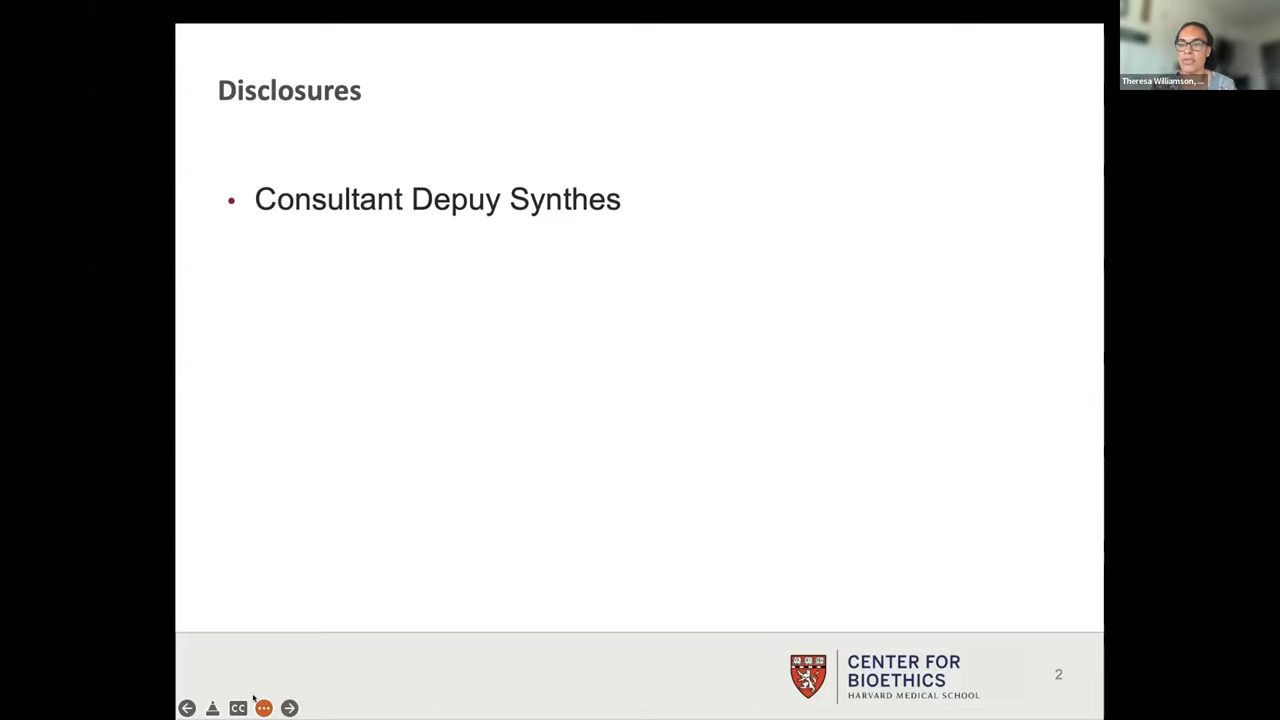 Disclosures
• Consultant Depuy Synthes
Theresa Williamson, ...
CENTER FOR
BIOETHICS
HARVARD MEDICAL SCHOOL
2
CC